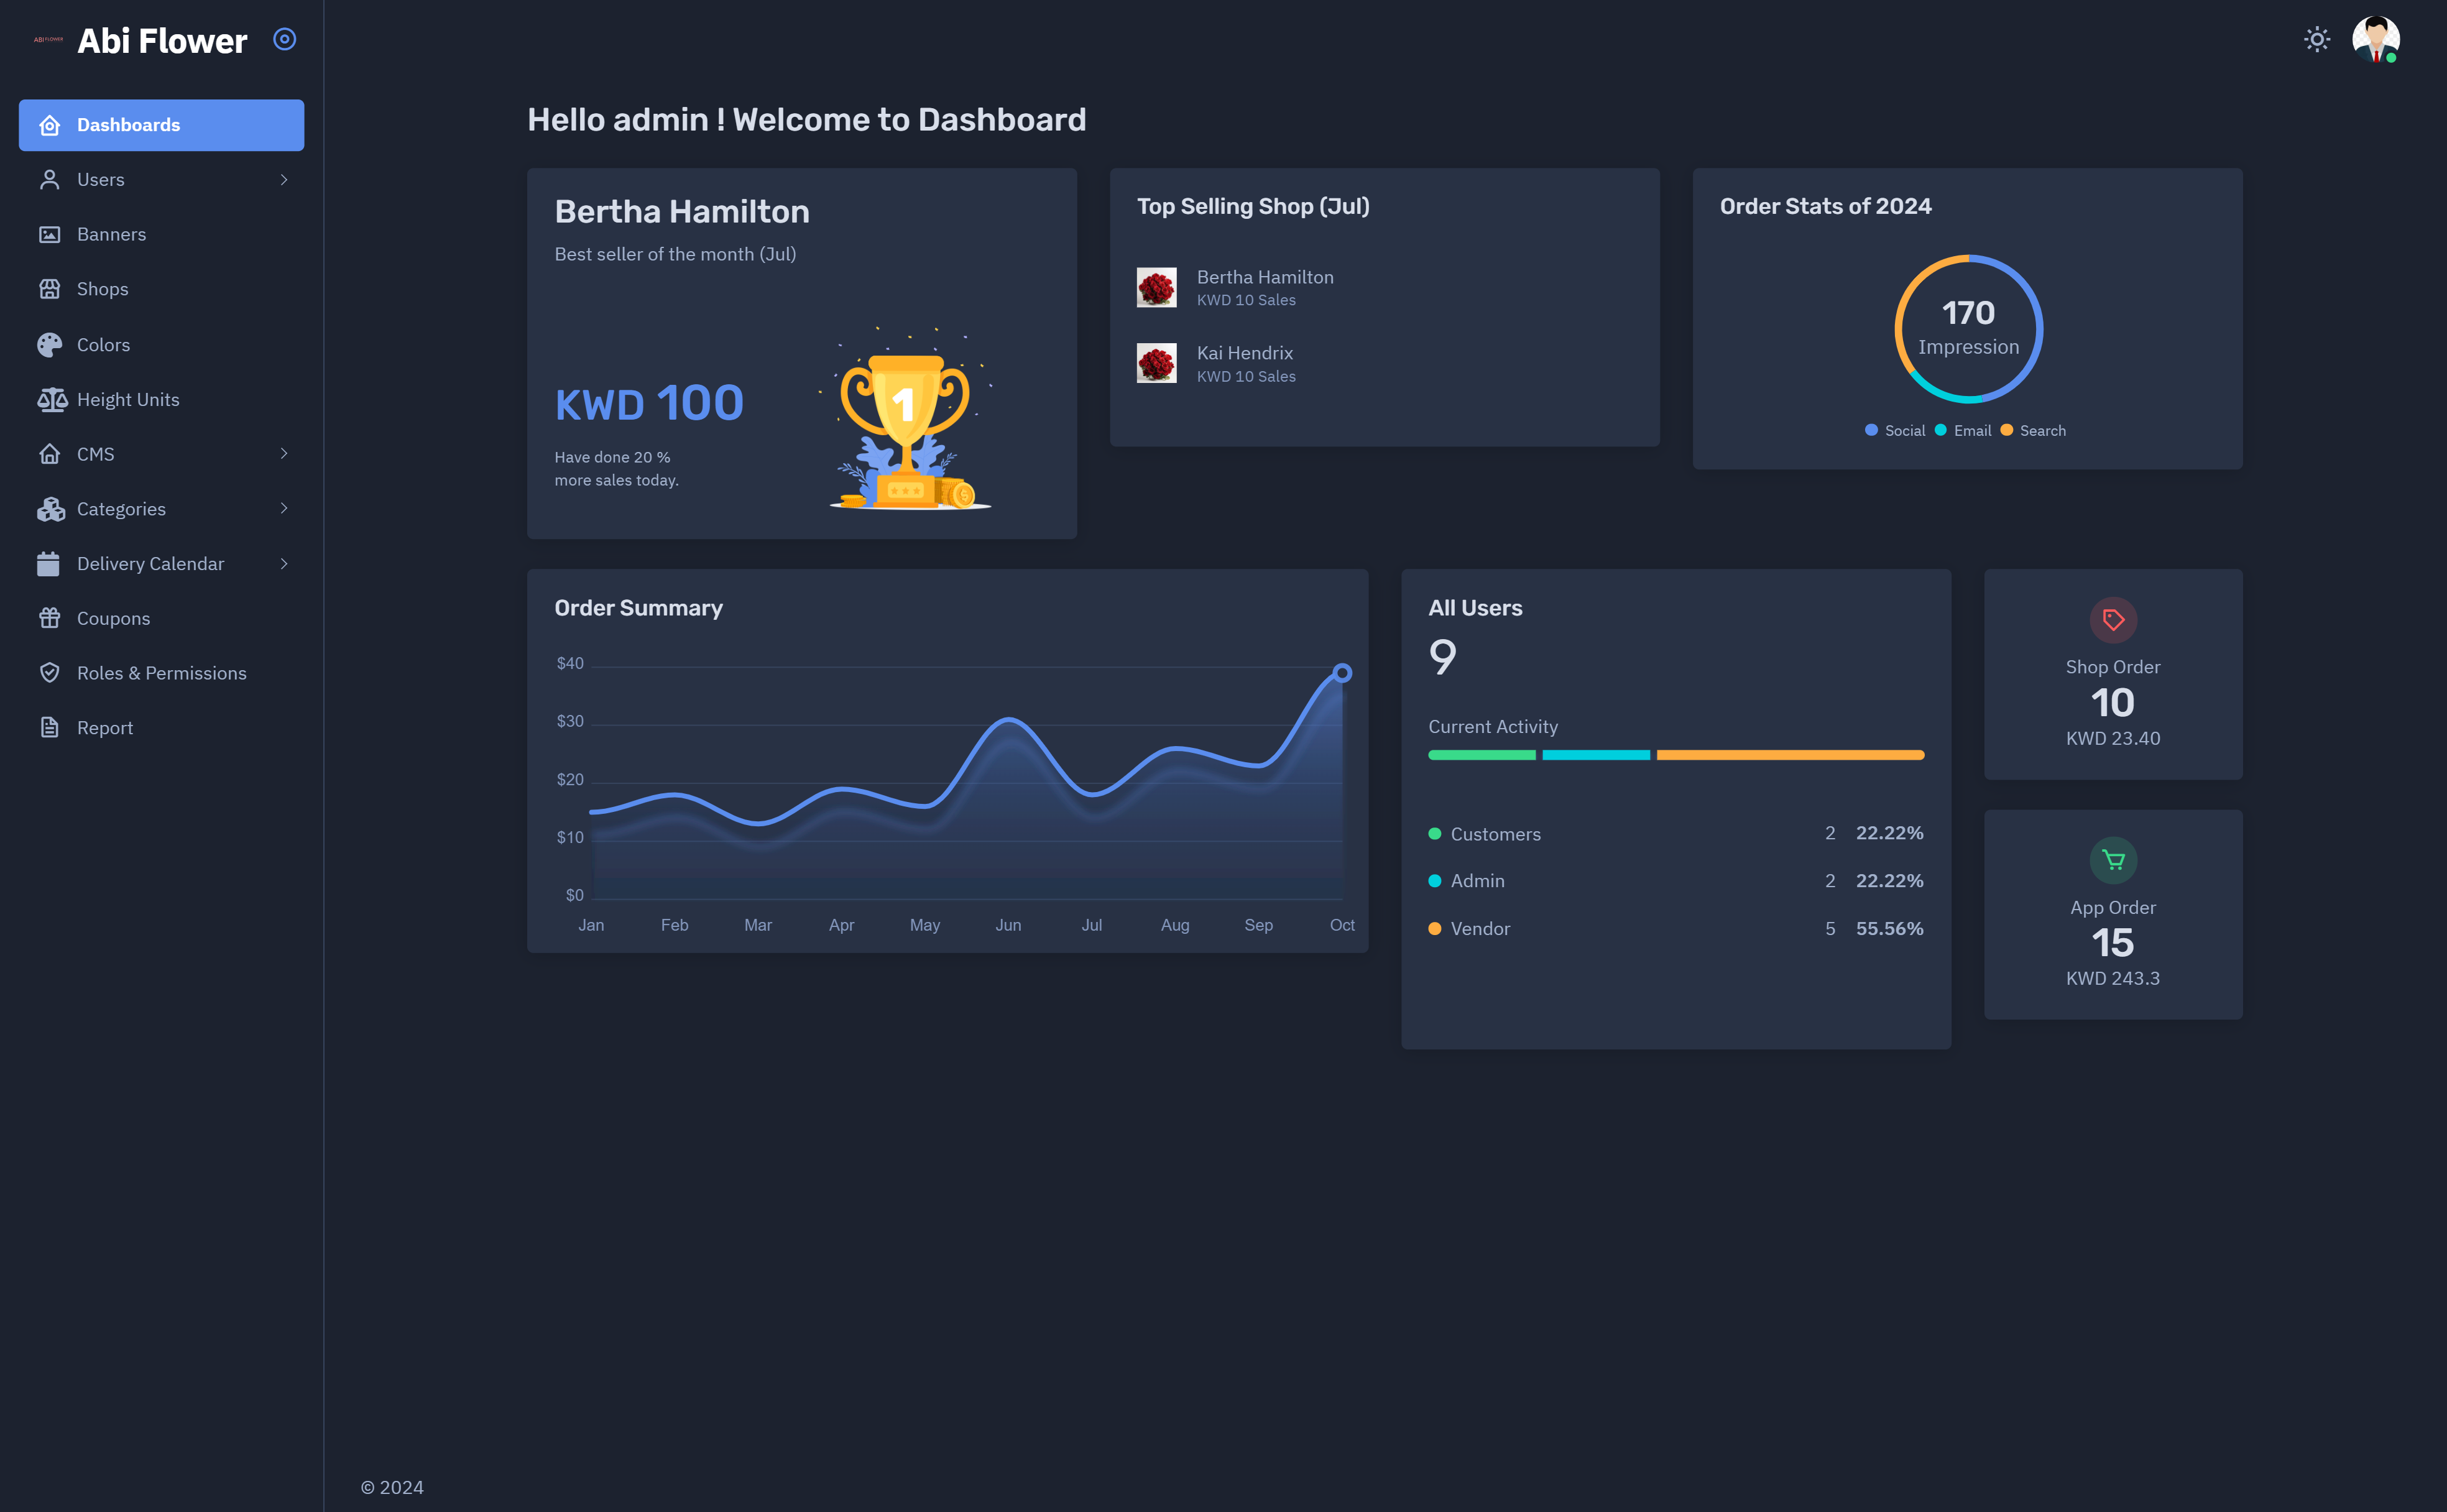 ABI FLOWER
Abi Flower
Dashboards
Users
Banners
Shops
Colors
Height Units
CMS
Categories
Delivery Calendar
Coupons
Roles & Permissions
Report
Hello admin ! Welcome to Dashboard
Bertha Hamilton
Best seller of the month (Jul)
KWD 100
Have done 20 %
more sales today.
1
Top Selling Shop (Jul)
Bertha Hamilton
KWD 10 Sales
Kai Hendrix
KWD 10 Sales
Order Stats of 2024
170
Impression
Social Email Search
Order Summary
$40
$30
$20
$10
$0
Jan Feb Mar Apr May Jun Jul Aug Sep Oct
All Users
9
Current Activity
Customers 2 22.22%
Admin 2 22.22%
Vendor 5 55.56%
Shop Order
10
KWD 23.40
App Order
15
KWD 243.3
© 2024